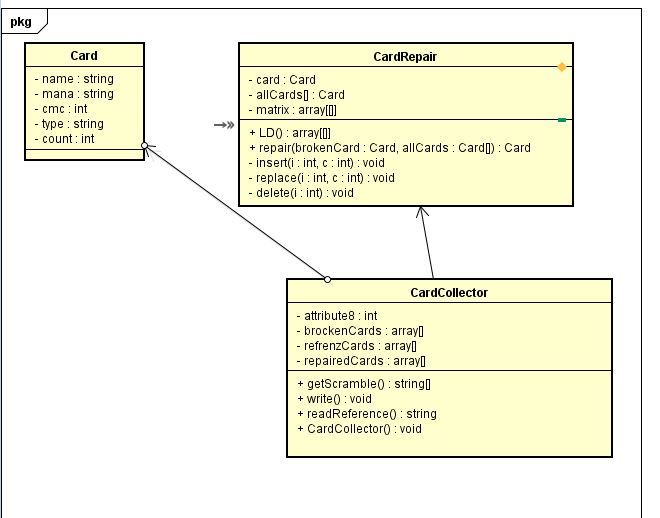 pkg
Card
- name : string
- mana : string
- cmc : int
- type : string
- count : int
CardRepair
- card : Card
- allCards[] : Card
- matrix : array[[]]
+ LD() : array[[]]
+ repair(brokenCard : Card, allCards : Card[]) : Card
- insert(i : int, c : int) : void
- replace(i : int, c : int) : void
- delete(i : int) : void
CardCollector
- attribute8 : int
- brockenCards : array[]
- refrenzCards : array[]
- repairedCards : array[]
+ getScramble() : string[]
+ write() : void
+ readReference() : string
+ CardCollector() : void